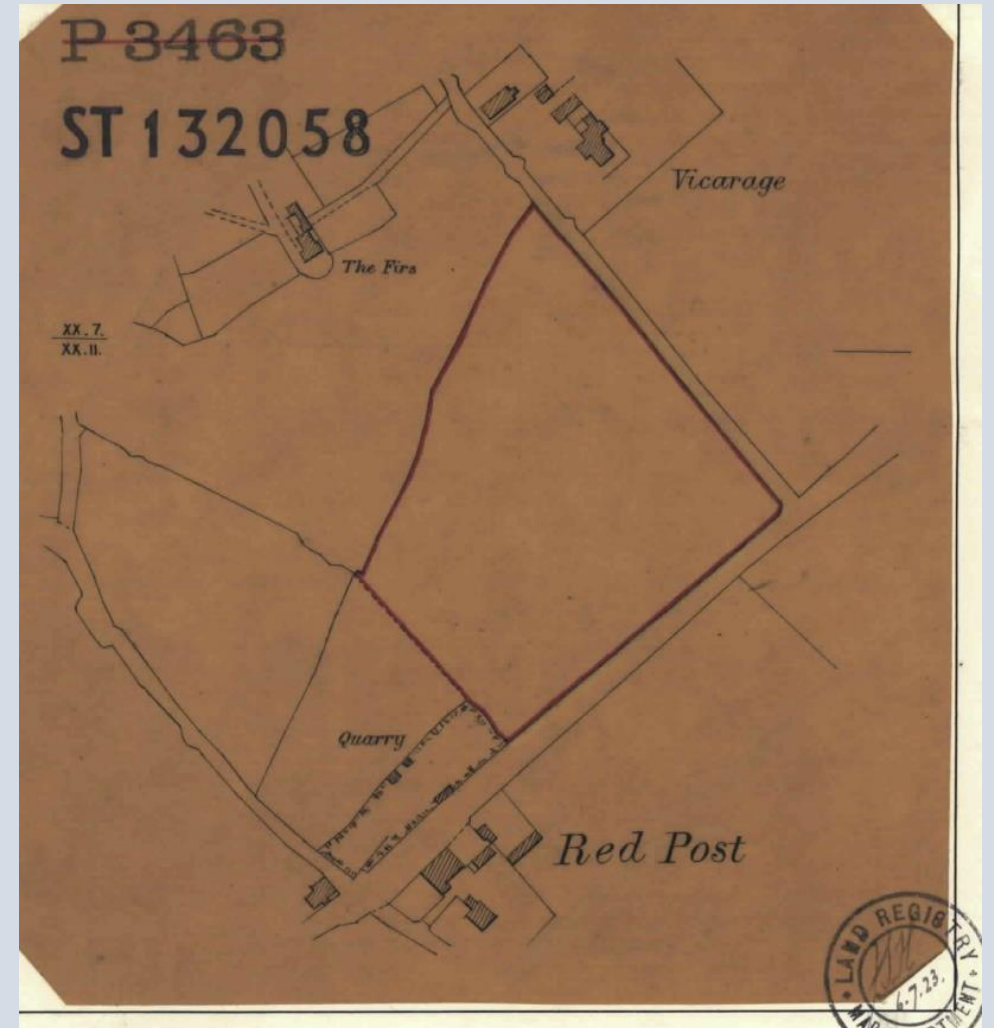 P 3463
ST 132058
Vicarage
The Firs
XX. 7.
XX. 11.
Quarry
Red Post
LAND REGISTRY
6.7.23.